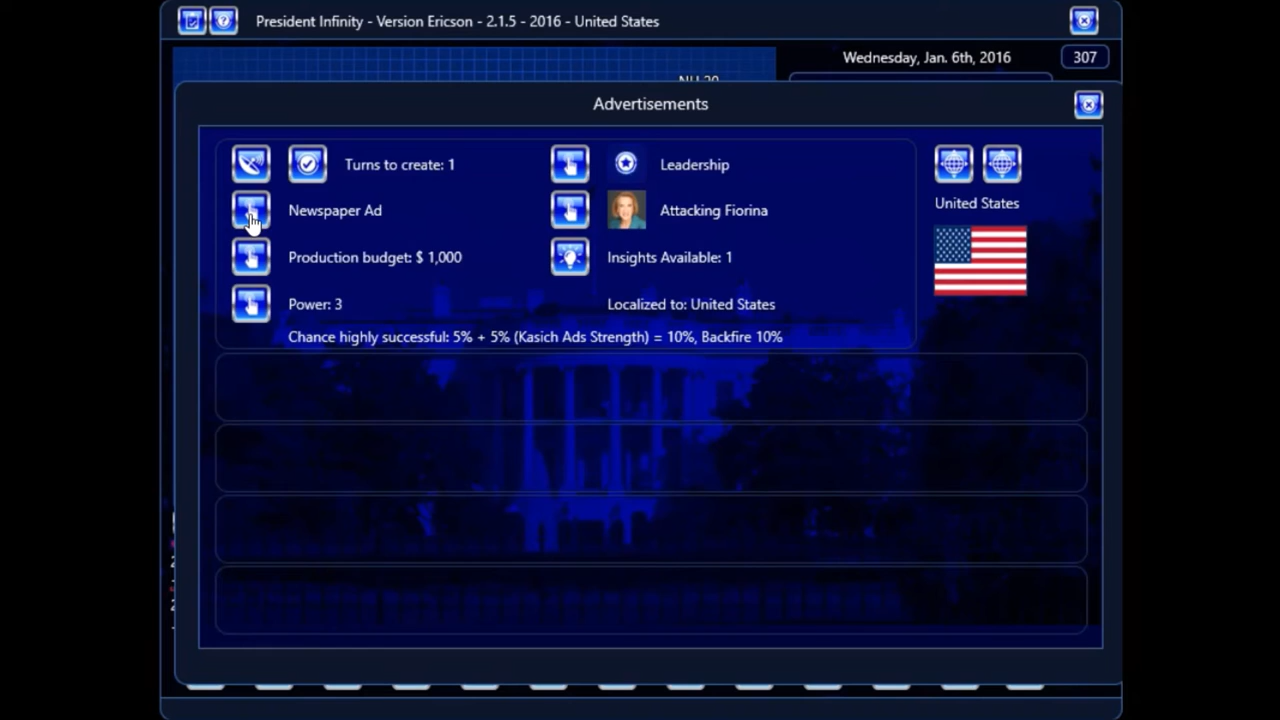 President Infinity - Version Ericson - 2.1.5 - 2016 - United States
Wednesday, Jan. 6th, 2016
307
Advertisements
Turns to create: 1
Leadership
Newspaper Ad
Attacking Fiorina
United States
Production budget: $ 1,000
Insights Available: 1
Power: 3
Localized to: United States
Chance highly successful: 5% + 5% (Kasich Ads Strength) = 10%, Backfire 10%